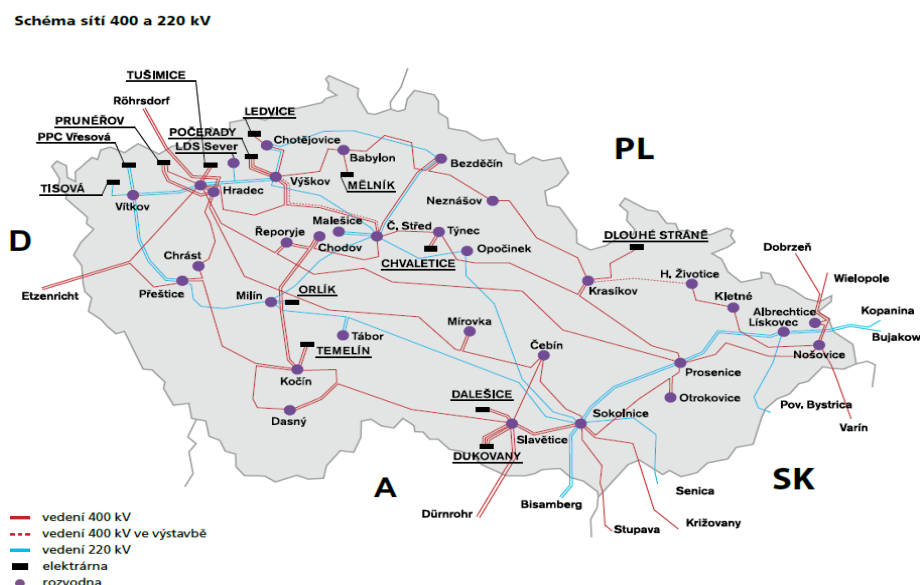 Schéma sítí 400 a 220 kV
TUŠIMICE
Röhrsdorf
PRUNÉŘOV
PPC Vřesová
TISOVÁ
Vítkov
LEDVICE
POČERADY
LDS Sever
Chotějovice
Výškov
Hradec
Babylon
MĚLNÍK
Bezděčín
Neznášov
PL
D
Malešice
Č. Střed
Řeporyje
Chodov
Týnec
Opočínek
CHVALETICE
DLOUHÉ STRÁNĚ
Dobrzeń
Wielopole
Chrást
Etzenricht
Přeštice
Milín
ORLÍK
Krasíkov
H. Životice
Kletné
Albrechtice
Lískovec
Kopanina
Bujakow
Nošovice
Tábor
TEMELÍN
Kočín
Mírovka
Čebín
Prosenice
Otrokovice
Dasný
DALEŠICE
Slavětice
DUKOVANY
Sokolnice
Pov. Bystrica
Varín
A
SK
Dürnrohr
Bisamberg
Senica
Stupava
Križovany
vedení 400 kV
vedení 400 kV ve výstavbě
vedení 220 kV
elektrárna
rozvodna